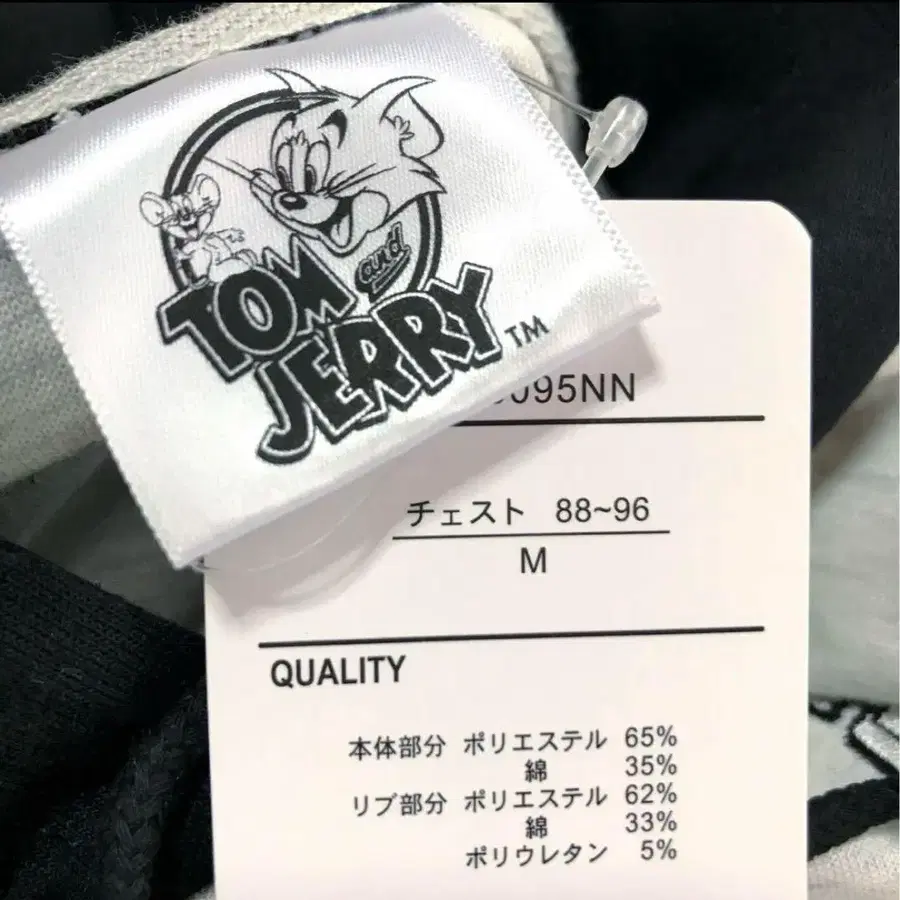 TOM and
JERRY™
095NN
チェスト 88~96
M
QUALITY
本体部分 ポリエステル 65%
綿 35%
リブ部分 ポリエステル 62%
綿 33%
ポリウレタン 5%